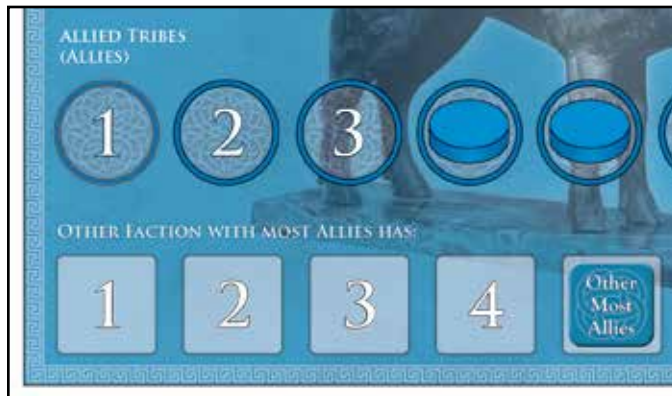 ALLIED TRIBES
(ALLIES)
1 2 3
OTHER FACTION WITH MOST ALLIES HAS:
1 2 3 4
Other
Most
Allies